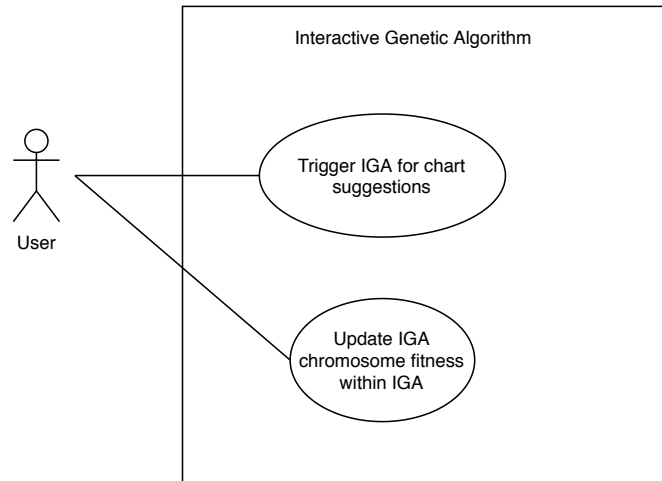 Interactive Genetic Algorithm
Trigger IGA for chart
suggestions
User
Update IGA
chromosome fitness
within IGA